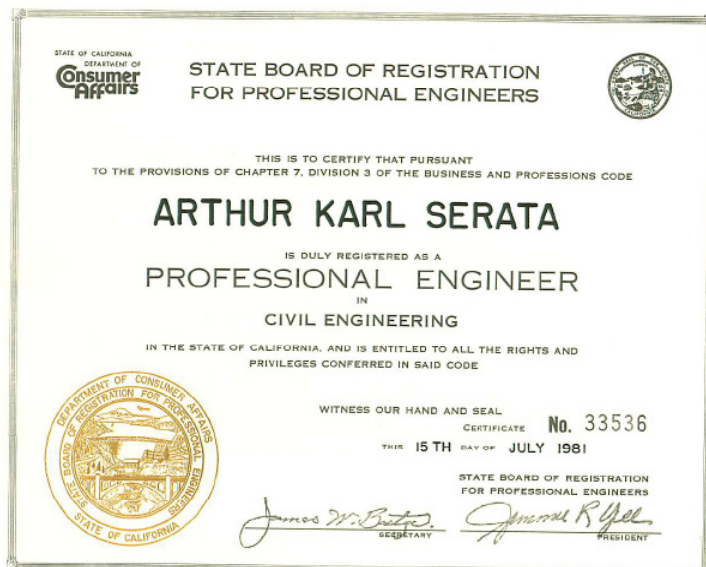 STATE OF CALIFORNIA
DEPARTMENT OF
Consumer
Affairs
STATE BOARD OF REGISTRATION
FOR PROFESSIONAL ENGINEERS
THIS IS TO CERTIFY THAT PURSUANT
TO THE PROVISIONS OF CHAPTER 7, DIVISION 3 OF THE BUSINESS AND PROFESSIONS CODE
ARTHUR KARL SERATA
IS DULY REGISTERED AS A
PROFESSIONAL ENGINEER
IN
CIVIL ENGINEERING
IN THE STATE OF CALIFORNIA, AND IS ENTITLED TO ALL THE RIGHTS AND
PRIVILEGES CONFERRED IN SAID CODE
DEPARTMENT OF CONSUMER AFFAIRS
STATE BOARD OF REGISTRATION FOR PROFESSIONAL ENGINEERS
STATE OF CALIFORNIA
WITNESS OUR HAND AND SEAL
CERTIFICATE No. 33536
THIS 15 TH DAY OF JULY 1981
STATE BOARD OF REGISTRATION
FOR PROFESSIONAL ENGINEERS
James W.
SECRETARY
PRESIDENT